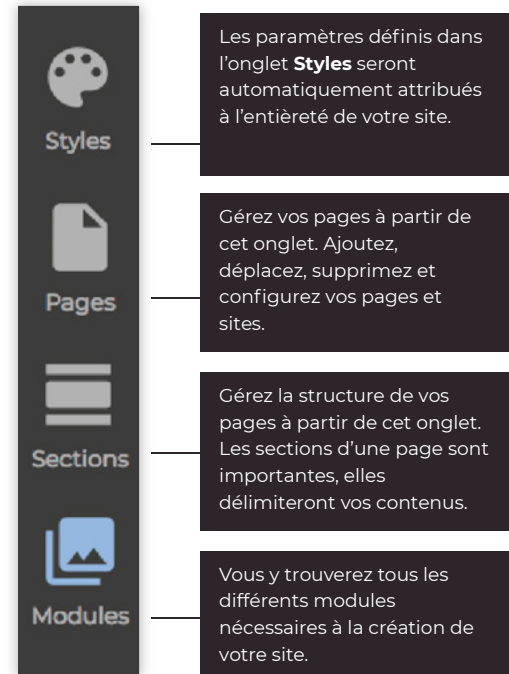 Styles
Les paramètres définis dans
l'onglet Styles seront
automatiquement attribués
à l'entièreté de votre site.
Pages
Gérez vos pages à partir de
cet onglet. Ajoutez,
déplacez, supprimez et
configurez vos pages et
sites.
Sections
Gérez la structure de vos
pages à partir de cet onglet.
Les sections d'une page sont
importantes, elles
délimiteront vos contenus.
Modules
Vous y trouverez tous les
différents modules
nécessaires à la création de
votre site.